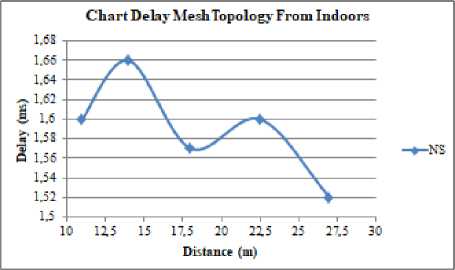 Chart Delay Mesh Topology From Indoors
1,68
1,66
1,64
1,62
1,6
1,58
1,56
1,54
1,52
1,5
Delay (ms)
10 12,5 15 17,5 20 22,5 25 27,5 30
Distance (m)
NS